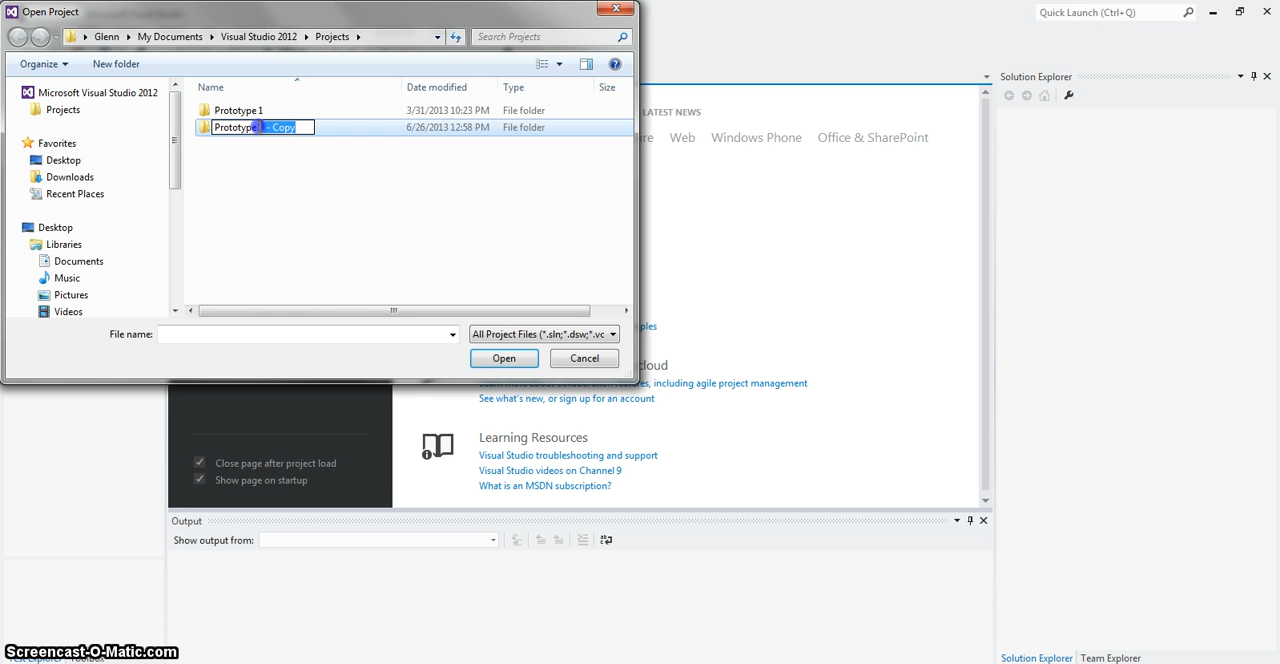 Open Project
Quick Launch (Ctrl+Q)
Glenn My Documents Visual Studio 2012 Projects
Search Projects
Organize New folder
Solution Explorer
Microsoft Visual Studio 2012
Projects
Name Date modified Type Size
Prototype 1 3/31/2013 10:23 PM File folder
Prototype - Copy 6/26/2013 12:58 PM File folder
LATEST NEWS
Web Windows Phone Office & SharePoint
Favorites
Desktop
Downloads
Recent Places
Desktop
Libraries
Documents
Music
Pictures
Videos
File name:
All Project Files (*.sln;*.dsw;*.vc
Open Cancel
ples
cloud
including agile project management
See what's new, or sign up for an account
Learning Resources
Visual Studio troubleshooting and support
Visual Studio videos on Channel 9
What is an MSDN subscription?
Close page after project load
Show page on startup
Output
Show output from:
Screencast-O-Matic.com
Solution Explorer Team Explorer